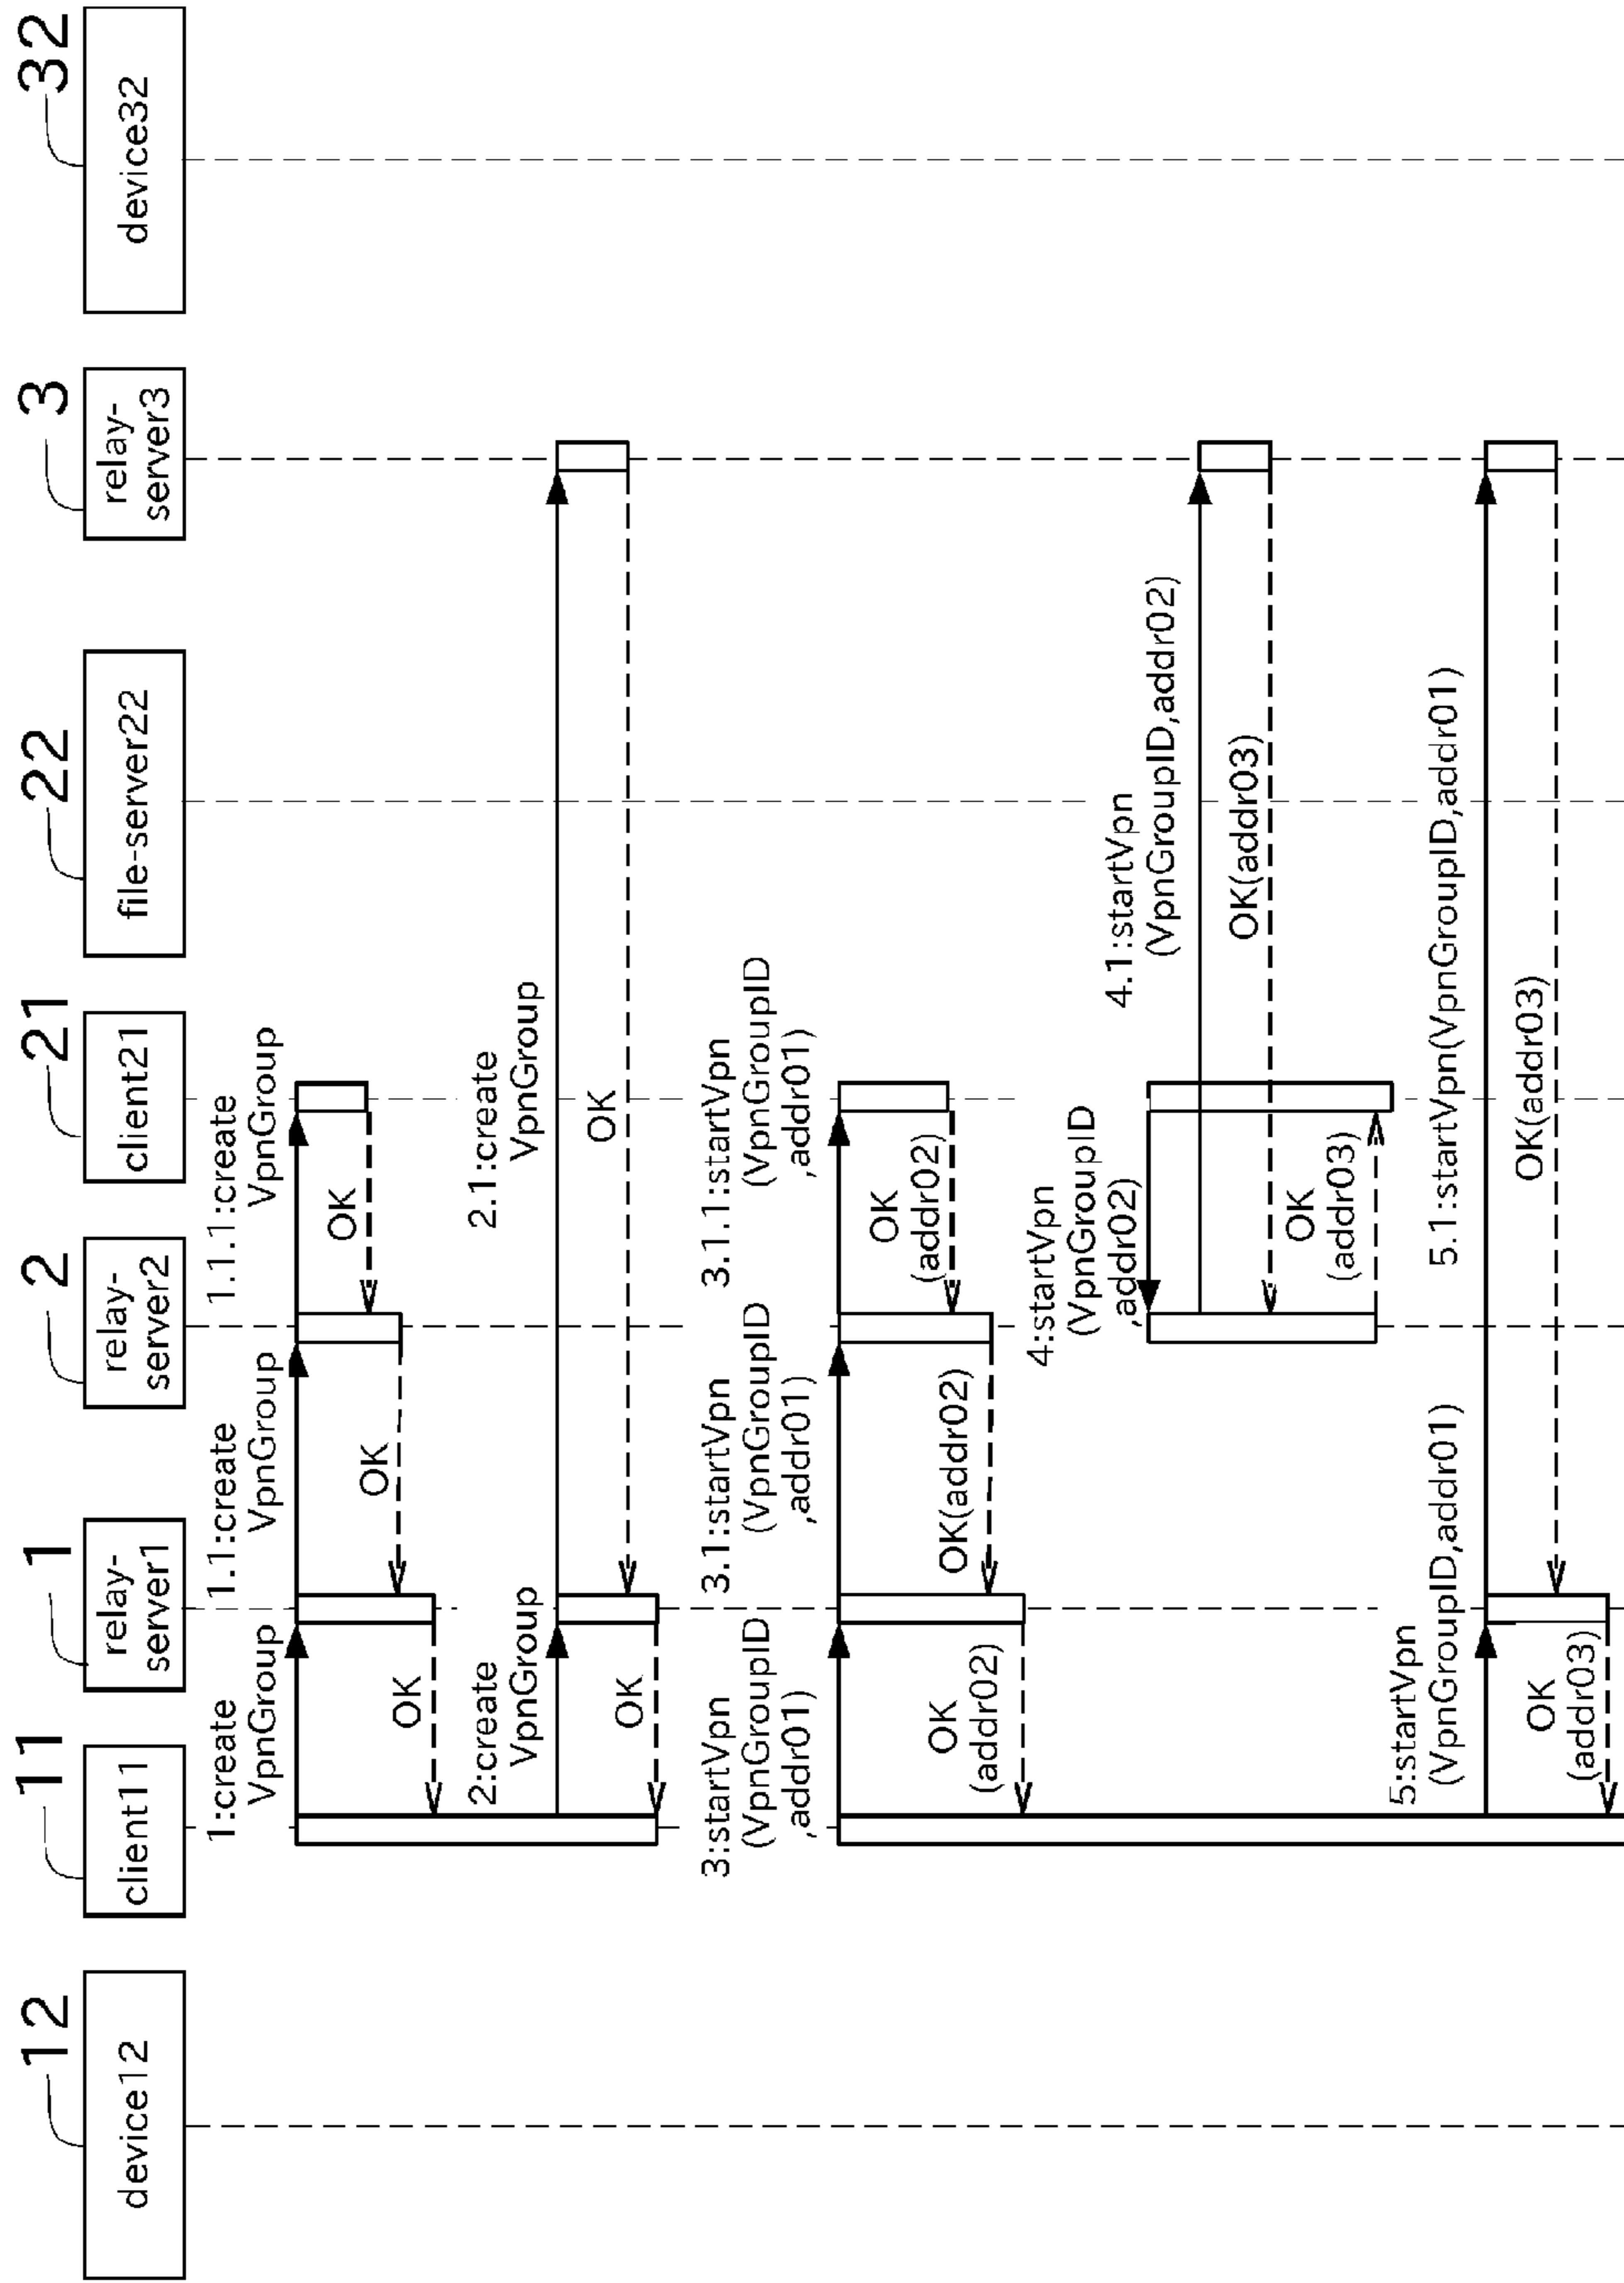 12
11
1
2
21
22
3
32
device12
client11
relay-
server1
relay-
server2
client21
file-server22
relay-
server3
device32
1:create
VpnGroup
1.1:create
VpnGroup
1.1.1:create
VpnGroup
OK
OK
OK
2:create
VpnGroup
2.1:create
VpnGroup
OK
OK
3:startVpn
(VpnGroupID
,addr01)
3.1:startVpn
(VpnGroupID
,addr01)
3.1.1:startVpn
(VpnGroupID
,addr01)
OK
(addr02)
OK(addr02)
OK
(addr02)
4:startVpn
(VpnGroupID
,addr02)
4.1:startVpn
(VpnGroupID,addr02)
OK(addr03)
OK
(addr03)
5:startVpn
(VpnGroupID,addr01)
5.1:startVpn(VpnGroupID,addr01)
OK(addr03)
OK
(addr03)